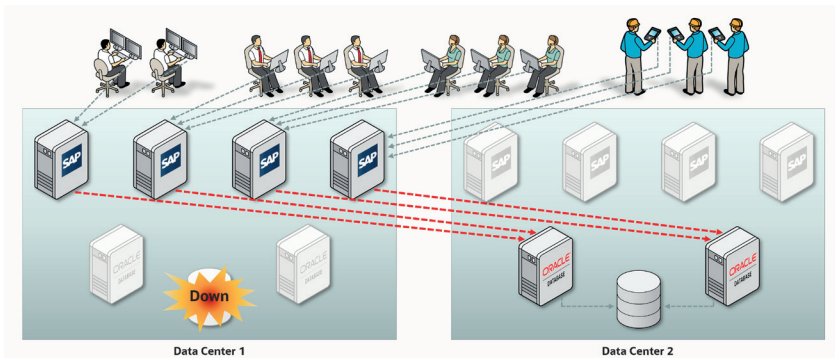 SAP
SAP
SAP
SAP
SAP
SAP
SAP
SAP
ORACLE
DATABASE
ORACLE
DATABASE
ORACLE
DATABASE
ORACLE
DATABASE
Down
Data Center 1
Data Center 2